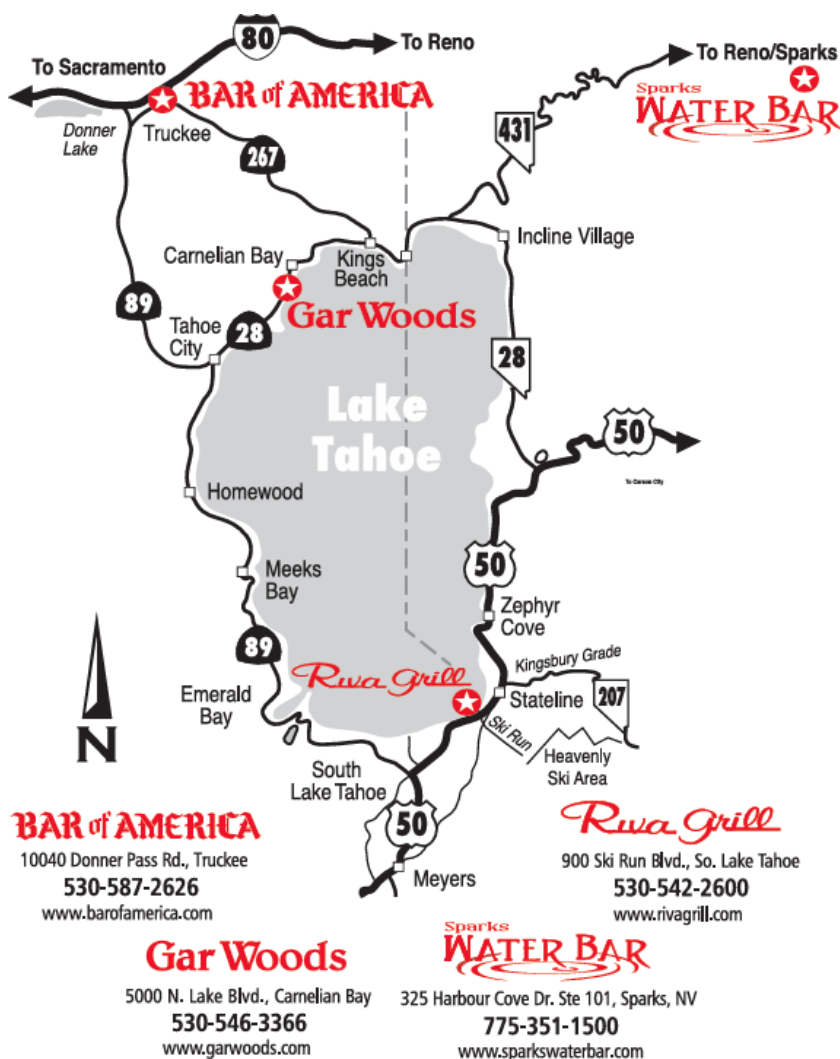 80
To Reno
To Sacramento
BAR of AMERICA
Donner
Lake
Truckee
267
To Reno/Sparks
Sparks
WATER BAR
431
Incline Village
Carnelian Bay
Kings
Beach
Gar Woods
89
Tahoe
City
28
28
Lake
Tahoe
50
To Carson City
Homewood
50
Meeks
Bay
Zephyr
Cove
89
Kingsbury Grade
Riva Grill
Emerald
Bay
Stateline
207
Ski Run
Heavenly
Ski Area
N
South
Lake Tahoe
50
Meyers
BAR of AMERICA
10040 Donner Pass Rd., Truckee
530-587-2626
www.barofamerica.com
Riva Grill
900 Ski Run Blvd., So. Lake Tahoe
530-542-2600
www.rivagrill.com
Gar Woods
5000 N. Lake Blvd., Carnelian Bay
530-546-3366
www.garwoods.com
Sparks
WATER BAR
325 Harbour Cove Dr. Ste 101, Sparks, NV
775-351-1500
www.sparkswaterbar.com